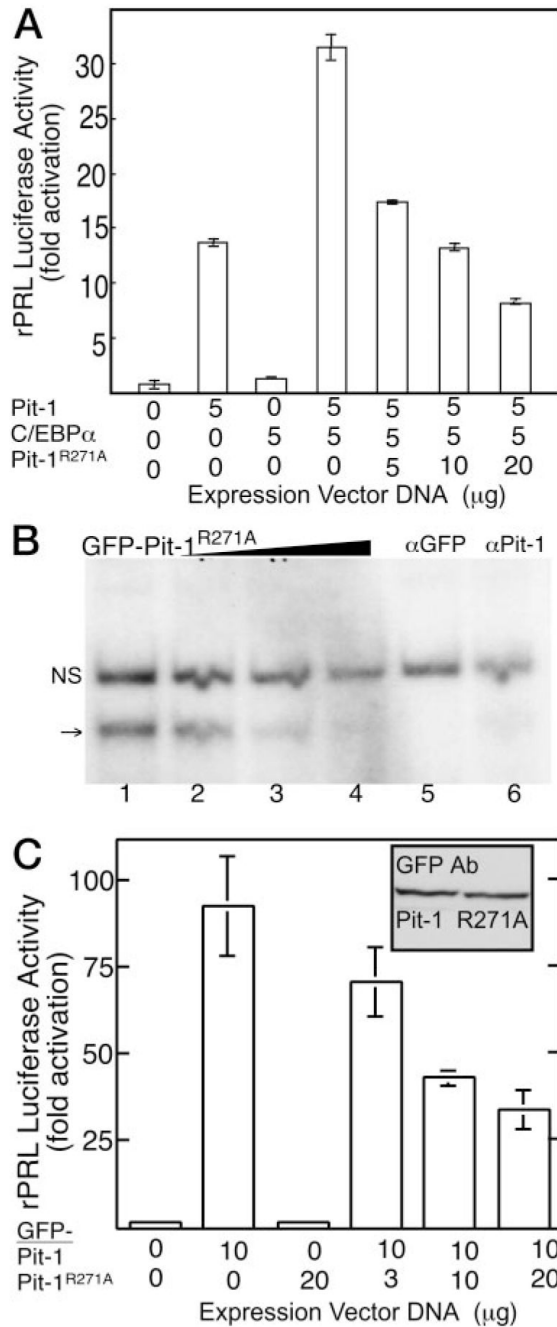 A
rPRL Luciferase Activity
(fold activation)
30
25
20
15
10
5
Pit-1 0 5 0 5 5 5 5
C/EBPα 0 0 5 5 5 5 5
Pit-1R271A 0 0 0 0 5 10 20
Expression Vector DNA (μg)
B
GFP-Pit-1R271A αGFP αPit-1
NS
→
1 2 3 4 5 6
C
rPRL Luciferase Activity
(fold activation)
100
75
50
25
GFP Ab
Pit-1 R271A
GFP-
Pit-1 0 10 0 10 10 10
Pit-1R271A 0 0 20 3 10 20
Expression Vector DNA (μg)